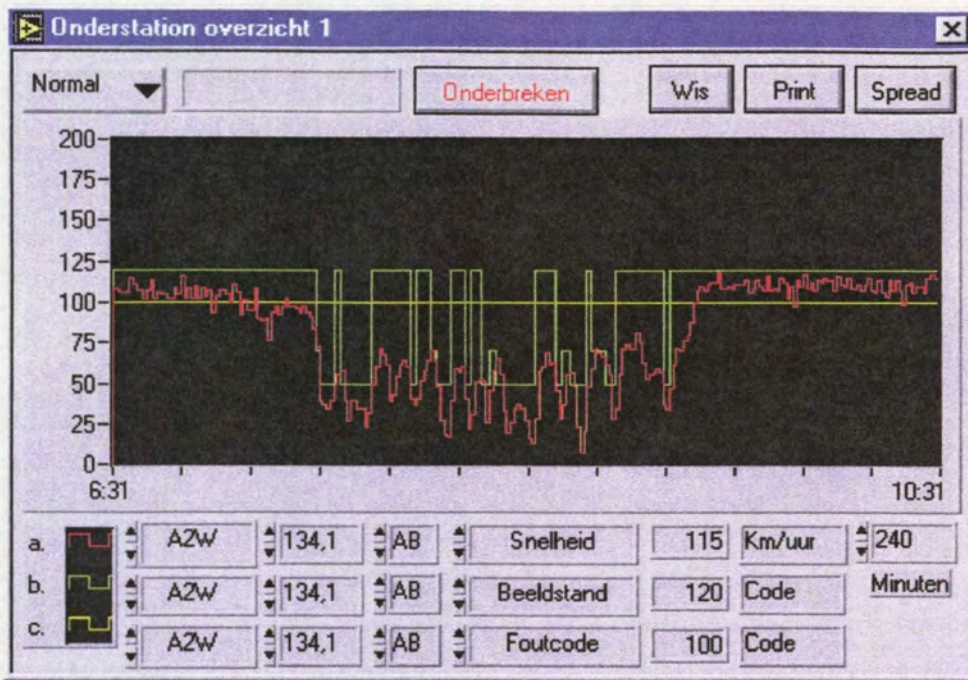 Onderstation overzicht 1
Normal Onderbreken Wis Print Spread
200
175
150
125
100
75
50
25
0
6:31 10:31
a. A2W 134,1 AB Snelheid 115 Km/uur 240
b. A2W 134,1 AB Beeldstand 120 Code Minuten
c. A2W 134,1 AB Foutcode 100 Code